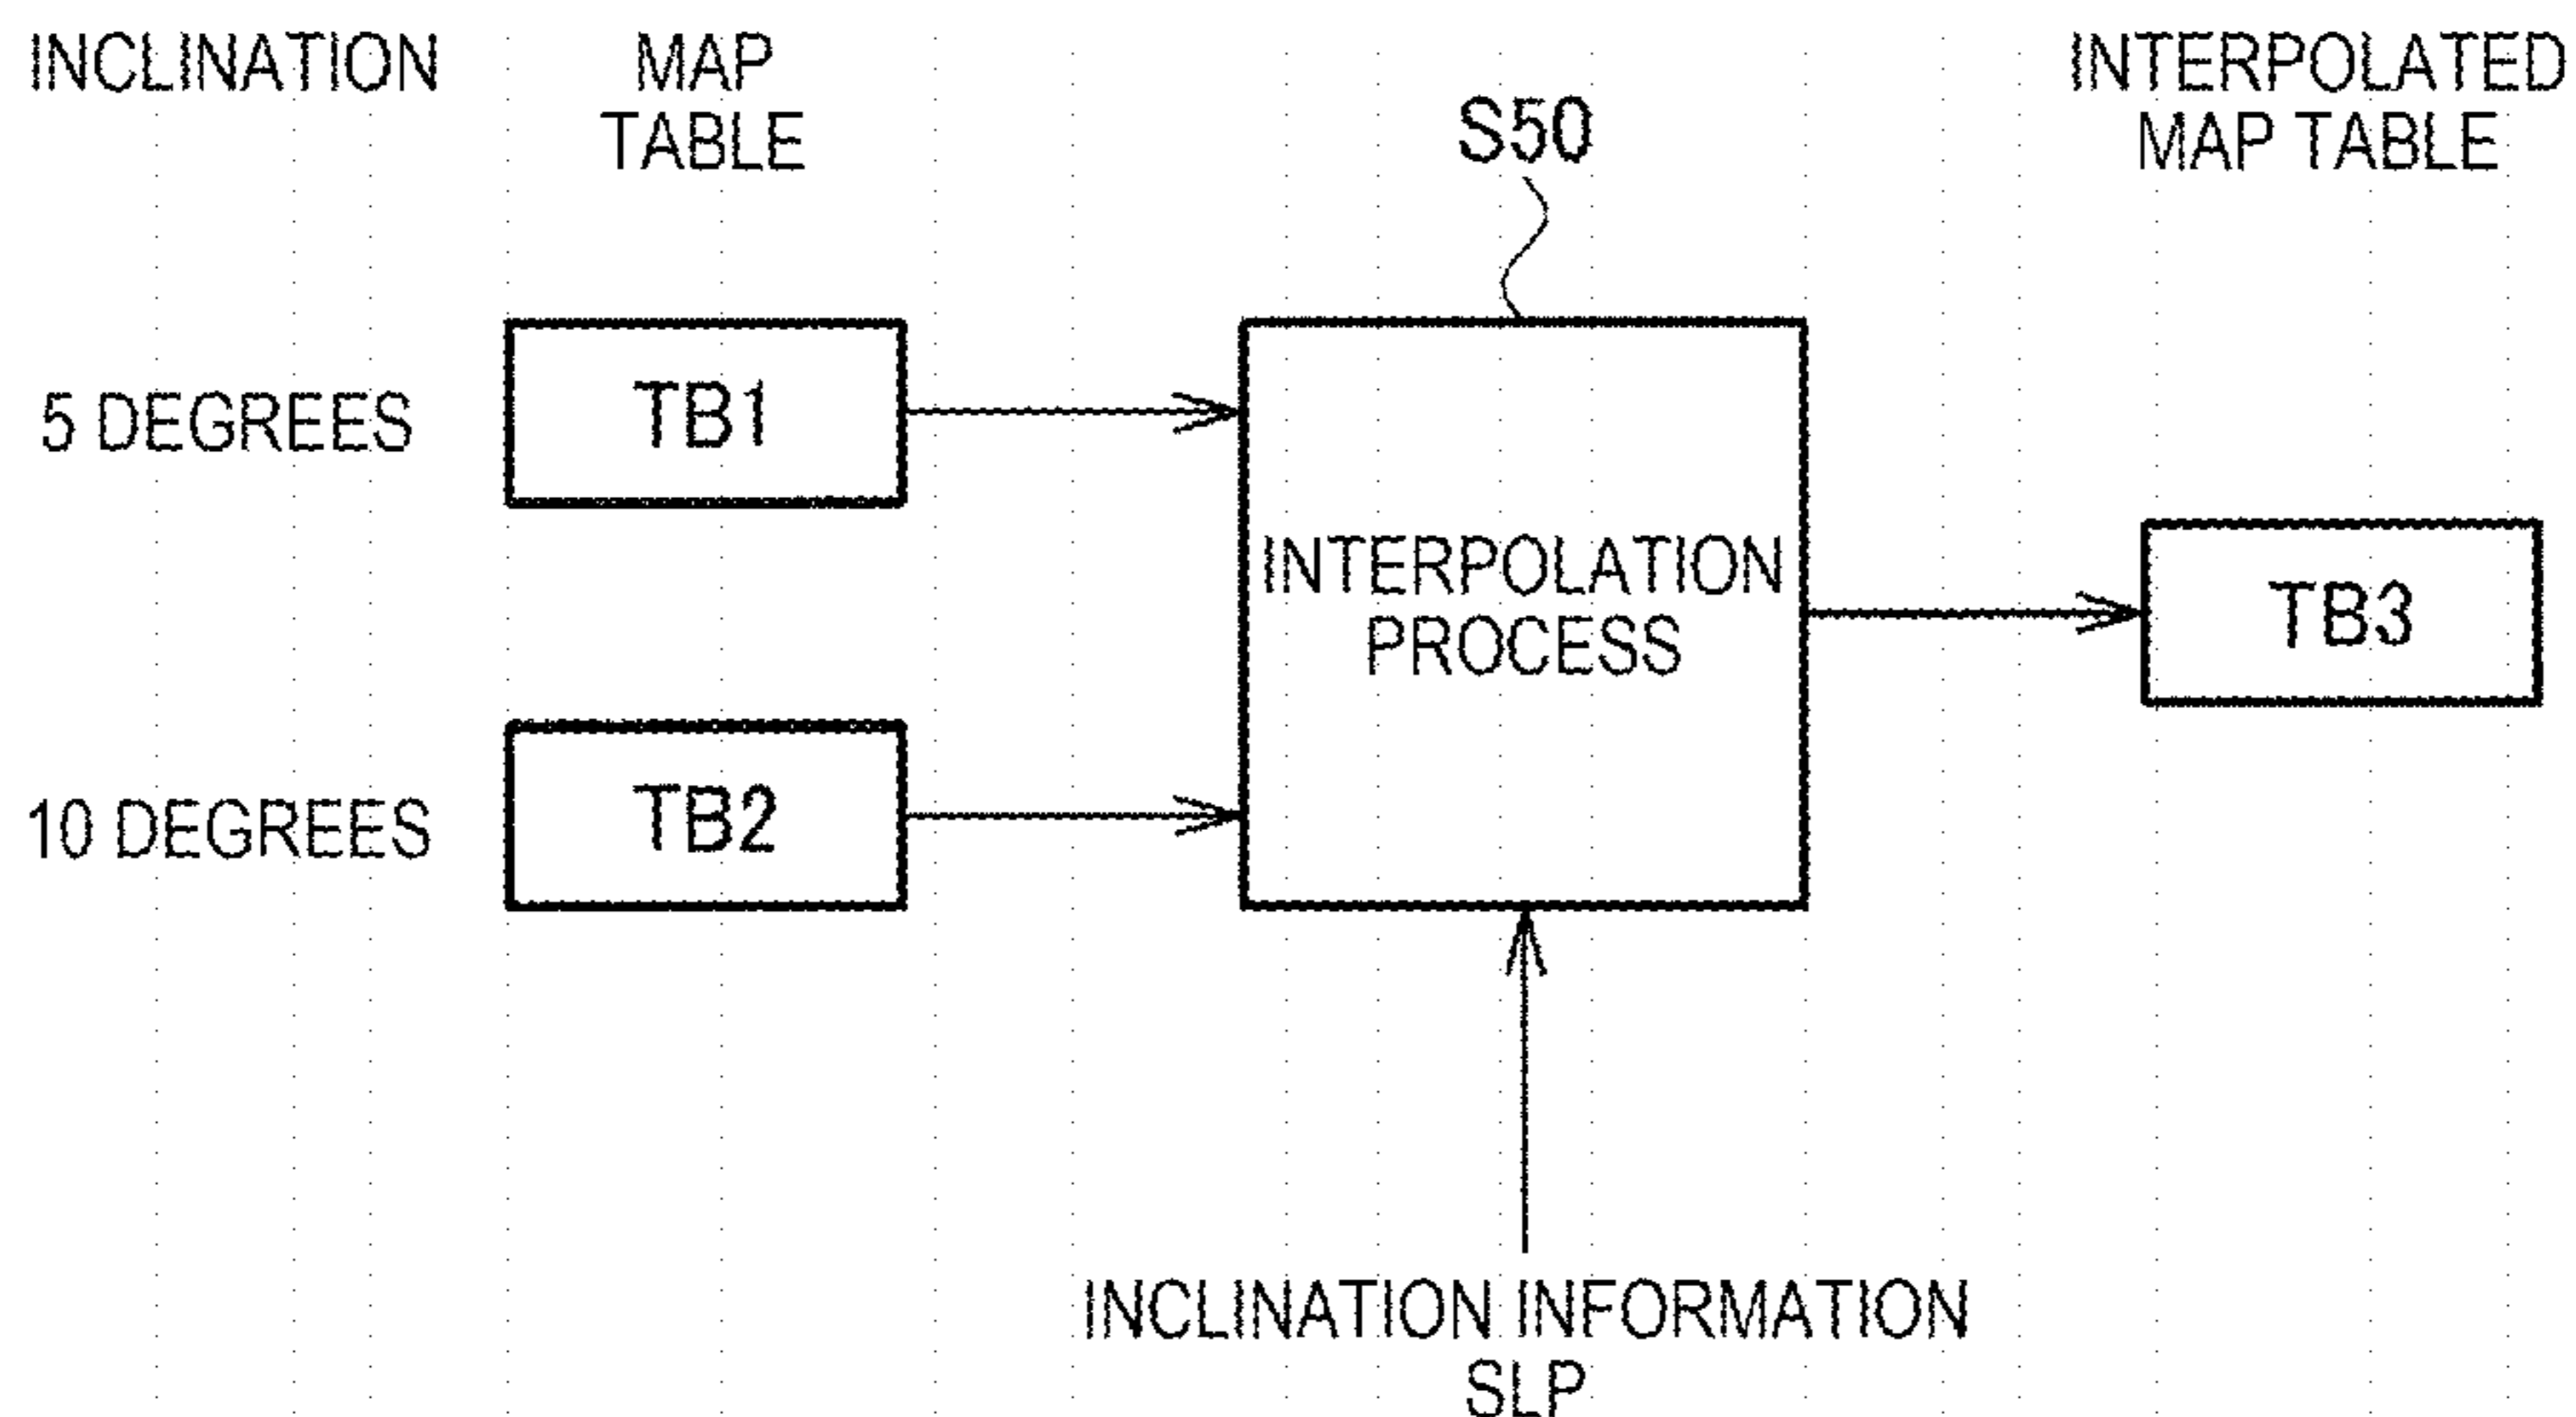 INCLINATION
MAP
TABLE
S50
INTERPOLATED
MAP TABLE
5 DEGREES
TB1
INTERPOLATION
PROCESS
TB3
10 DEGREES
TB2
INCLINATION INFORMATION
SLP